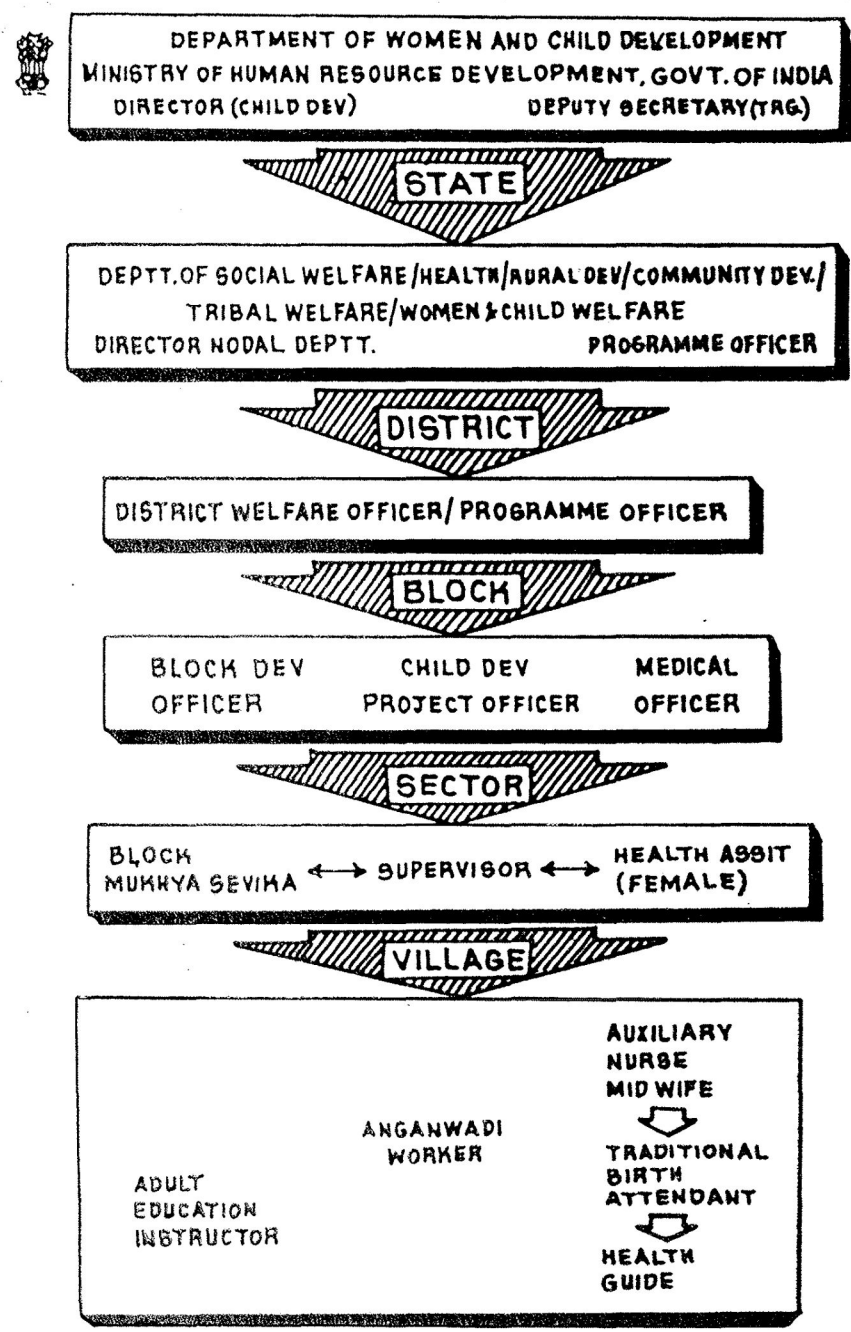 DEPARTMENT OF WOMEN AND CHILD DEVELOPMENT
MINISTRY OF HUMAN RESOURCE DEVELOPMENT, GOVT. OF INDIA
DIRECTOR (CHILD DEV) DEPUTY SECRETARY (TRG.)
STATE
DEPTT. OF SOCIAL WELFARE/HEALTH/RURAL DEV/COMMUNITY DEV./
TRIBAL WELFARE/WOMEN & CHILD WELFARE
DIRECTOR NODAL DEPTT. PROGRAMME OFFICER
DISTRICT
DISTRICT WELFARE OFFICER/ PROGRAMME OFFICER
BLOCK
BLOCK DEV CHILD DEV MEDICAL
OFFICER PROJECT OFFICER OFFICER
SECTOR
BLOCK
MUKHYA SEVIKA ↔ SUPERVISOR ↔ HEALTH ASSIT
(FEMALE)
VILLAGE
ADULT
EDUCATION
INSTRUCTOR
ANGANWADI
WORKER
AUXILIARY
NURSE
MID WIFE
TRADITIONAL
BIRTH
ATTENDANT
HEALTH
GUIDE